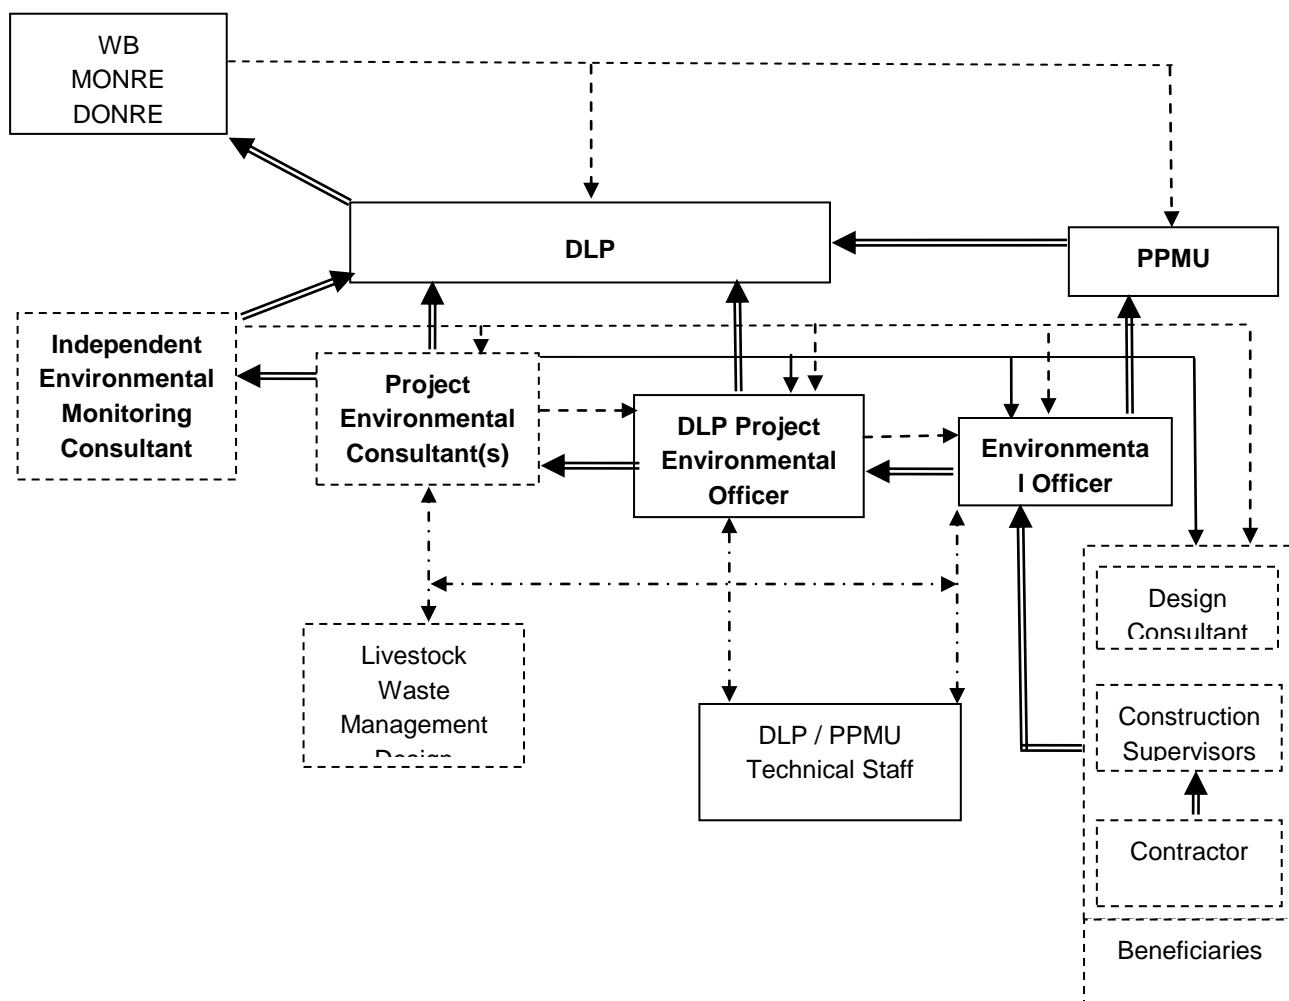 WB
MONRE
DONRE
DLP
PPMU
Independent
Environmental
Monitoring
Consultant
Project
Environmental
Consultant(s)
DLP Project
Environmental
Officer
Environmenta
l Officer
Livestock
Waste
Management
Design
DLP / PPMU
Technical Staff
Design
Consultant
Construction
Supervisors
Contractor
Beneficiaries